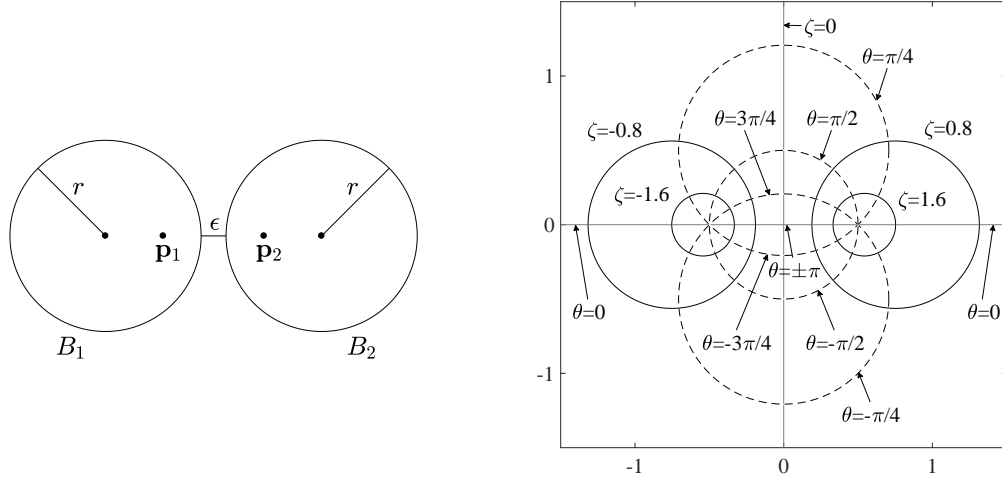 r
r
ϵ
p₁
p₂
B₁
B₂
ζ=0
1
θ=π/4
θ=3π/4
θ=π/2
ζ=-0.8
ζ=0.8
ζ=-1.6
ζ=1.6
0
θ=±π
θ=0
θ=0
θ=-3π/4
θ=-π/2
-1
θ=-π/4
-1
0
1